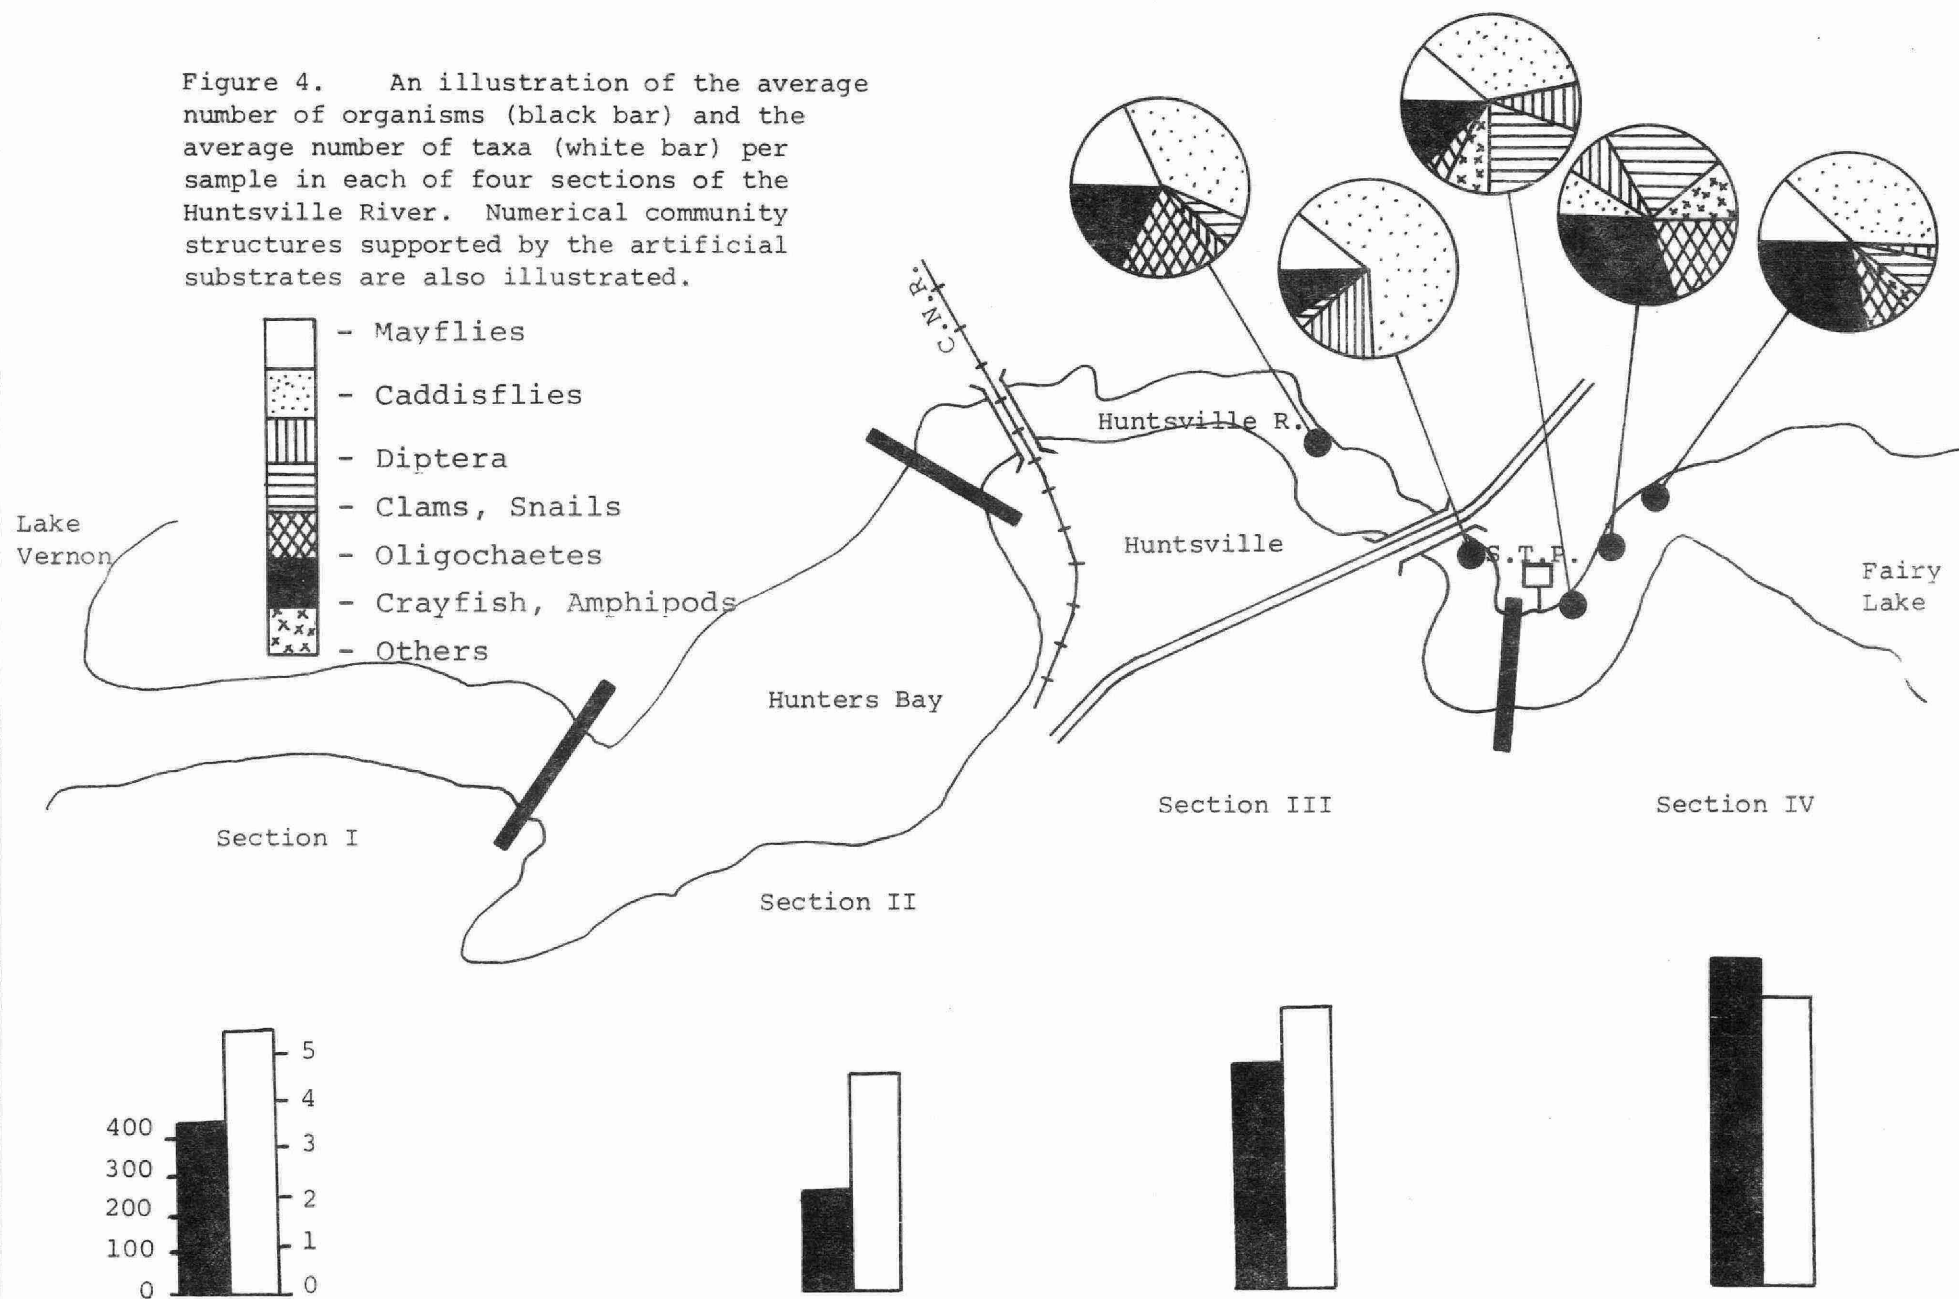 Figure 4. An illustration of the average
number of organisms (black bar) and the
average number of taxa (white bar) per
sample in each of four sections of the
Huntsville River. Numerical community
structures supported by the artificial
substrates are also illustrated.
- Mayflies
- Caddisflies
- Diptera
- Clams, Snails
- Oligochaetes
- Crayfish, Amphipods
- Others
Lake
Vernon
C.N.R.
Huntsville R.
Huntsville
S.T.P.
Fairy
Lake
Hunters Bay
Section I
Section II
Section III
Section IV
400
300
200
100
0
5
4
3
2
1
0